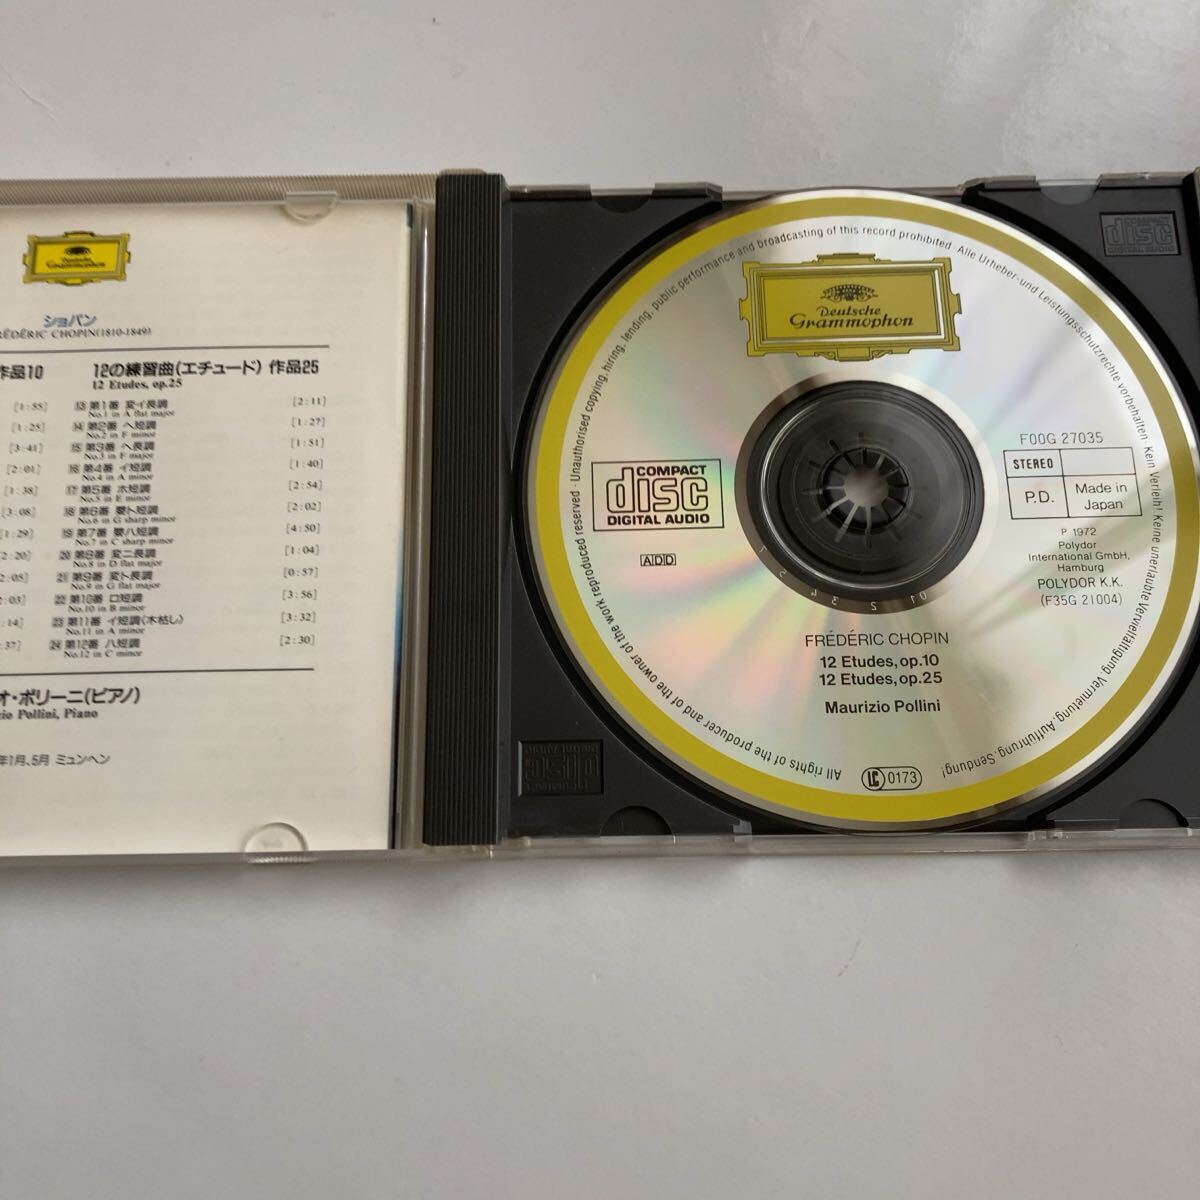 Deutsche
Grammophon
ショパン
CHOPIN(1810-1849)
作品10
12の練習曲(エチュード) 作品25
12 Etudes, op.25
[1:55]
13 第1番 変イ長調
No.1 in A flat major
[2:11]
[1:25]
14 第2番 ヘ短調
No.2 in F minor
[1:27]
[3:41]
15 第3番 ヘ長調
No.3 in F major
[1:51]
[2:01]
16 第4番 イ短調
No.4 in A minor
[1:40]
[1:38]
17 第5番 ホ短調
No.5 in E minor
[2:54]
[3:08]
18 第6番 嬰ト短調
No.6 in G sharp minor
[2:02]
[1:29]
19 第7番 嬰ハ短調
No.7 in C sharp minor
[4:50]
2:20]
20 第8番 変ニ長調
No.8 in D flat major
[1:04]
2:05]
21 第9番 変ト長調
No.9 in G flat major
[0:57]
:03]
22 第10番 ロ短調
No.10 in B minor
[3:56]
:14]
23 第11番 イ短調〈木枯し〉
No.11 in A minor
[3:32]
:37]
24 第12番 ハ短調
No.12 in C minor
[2:30]
オ・ポリーニ(ピアノ)
Pollini, Piano
年1月、5月 ミュンヘン
All rights of the producer and of the owner of the work reproduced reserved · Unauthorised copying, hiring, lending, public performance and broadcasting of this record prohibited · Alle Urheber- und Leistungsschutzrechte vorbehalten · Kein Verleih! Keine unerlaubte Vervielfältigung, Vermietung, Aufführung, Sendung!
Deutsche
Grammophon
COMPACT
disc
DIGITAL AUDIO
ADD
F00G 27035
STEREO
P.D.
Made in
Japan
P 1972
Polydor
International GmbH,
Hamburg
POLYDOR K.K.
(F35G 21004)
FRÉDÉRIC CHOPIN
12 Etudes, op.10
12 Etudes, op.25
Maurizio Pollini
LC 0173
COMPACT
disc
DIGITAL AUDIO
COMPACT
disc
DIGITAL AUDIO